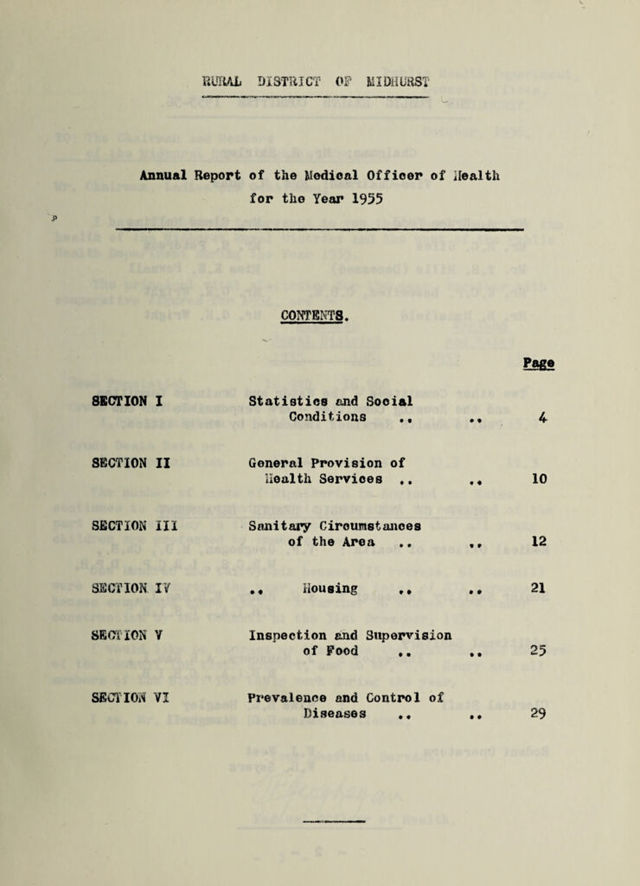 RURAL DISTRICT OF MIDHURST
Annual Report of the Medical Officer of Health
for the Year 1955
CONTENTS.
Page
SECTION I Statistics and Social
Conditions .. .. 4
SECTION II General Provision of
Health Services .. .. 10
SECTION III Sanitary Circumstances
of the Area .. .. 12
SECTION IV .. Housing .. .. 21
SECTION V Inspection and Supervision
of Food .. .. 25
SECTION VI Prevalence and Control of
Diseases .. .. 29